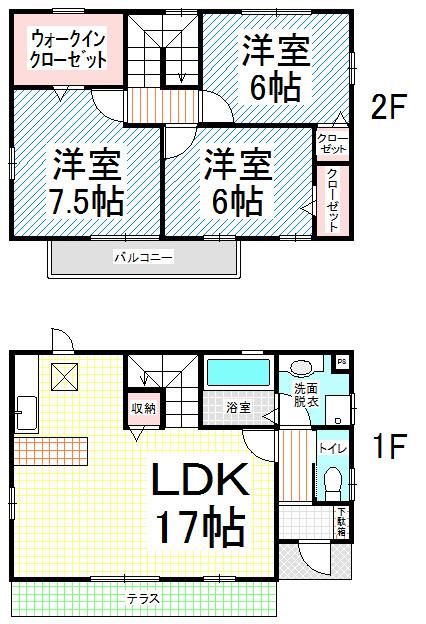 ウォークイン
クローゼット
洋室
6帖
2F
クロー
ゼット
洋室
7.5帖
洋室
6帖
クローゼット
バルコニー
PS
洗面
脱衣
収納
浴室
1F
トイレ
LDK
17帖
下駄箱
テラス